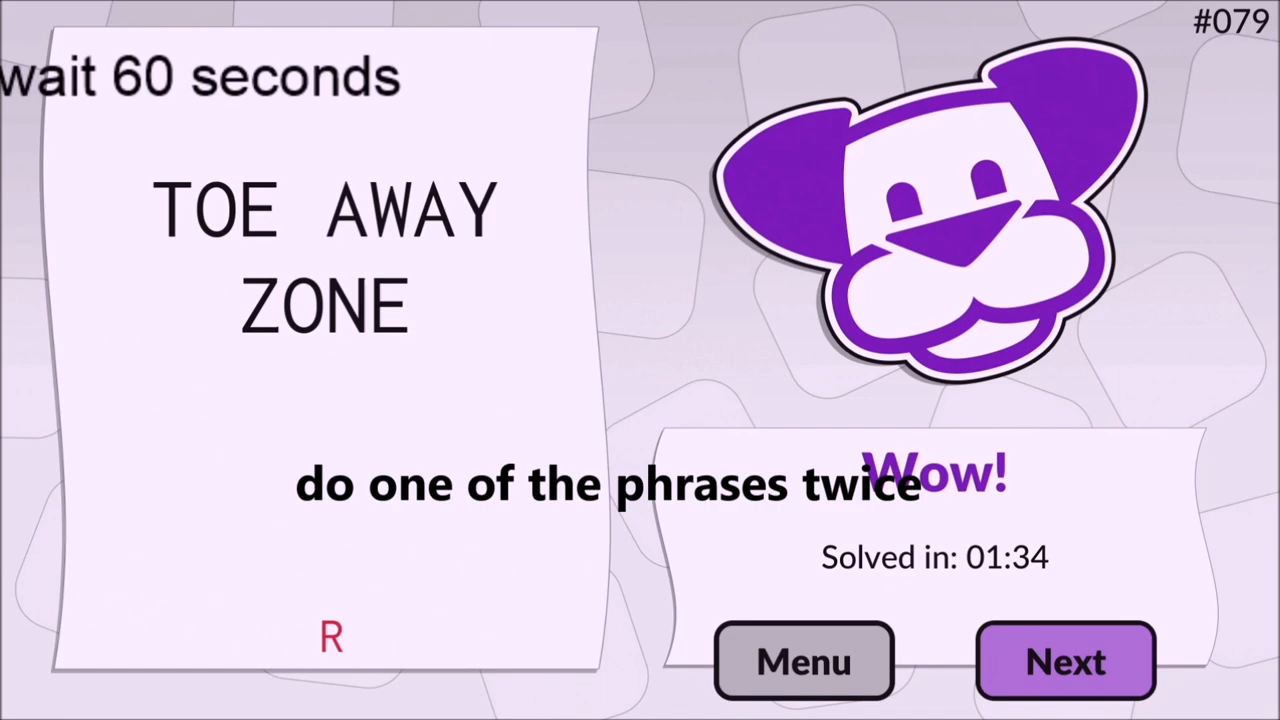 #079
wait 60 seconds
TOE AWAY
ZONE
do one of the phrases twice
Wow!
Solved in: 01:34
R
Menu
Next